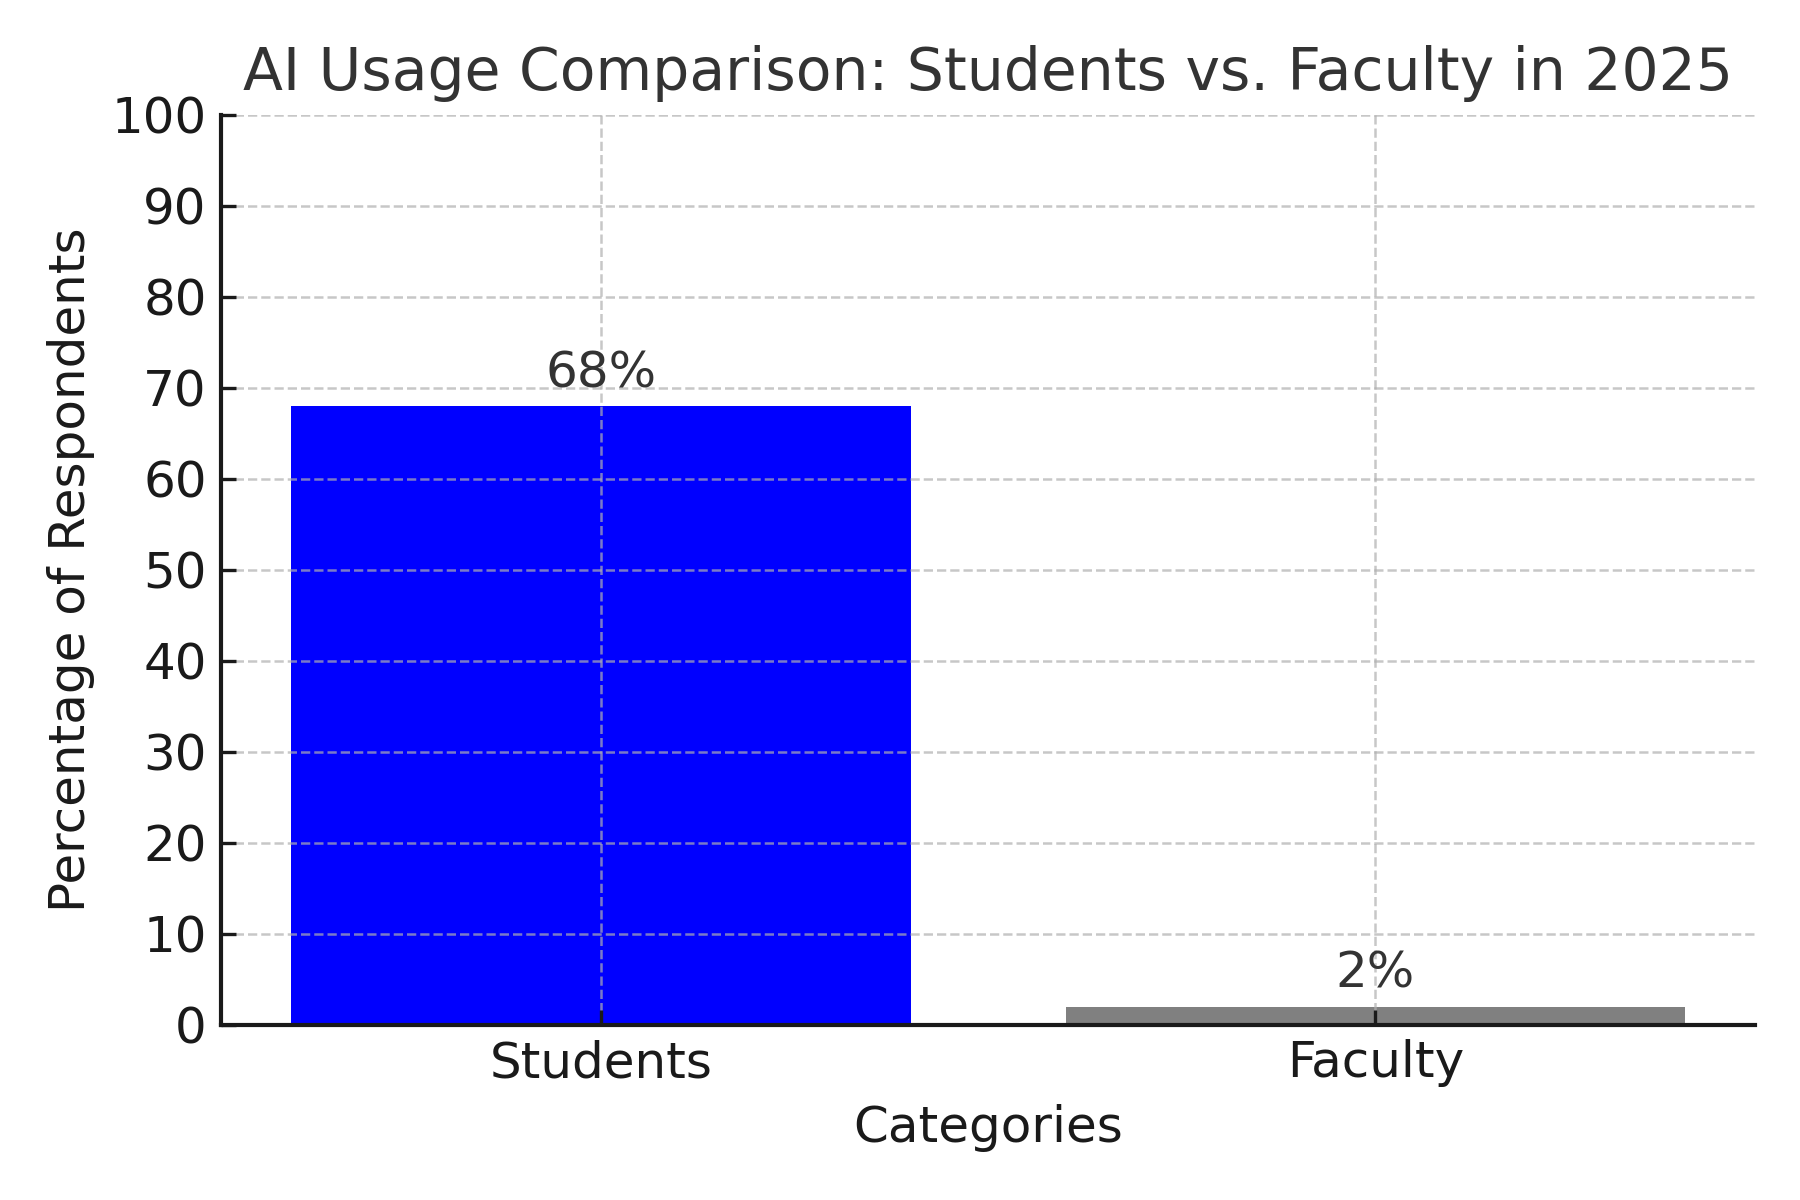 AI Usage Comparison: Students vs. Faculty in 2025
Percentage of Respondents
100
90
80
70
60
50
40
30
20
10
0
68%
2%
Students
Faculty
Categories